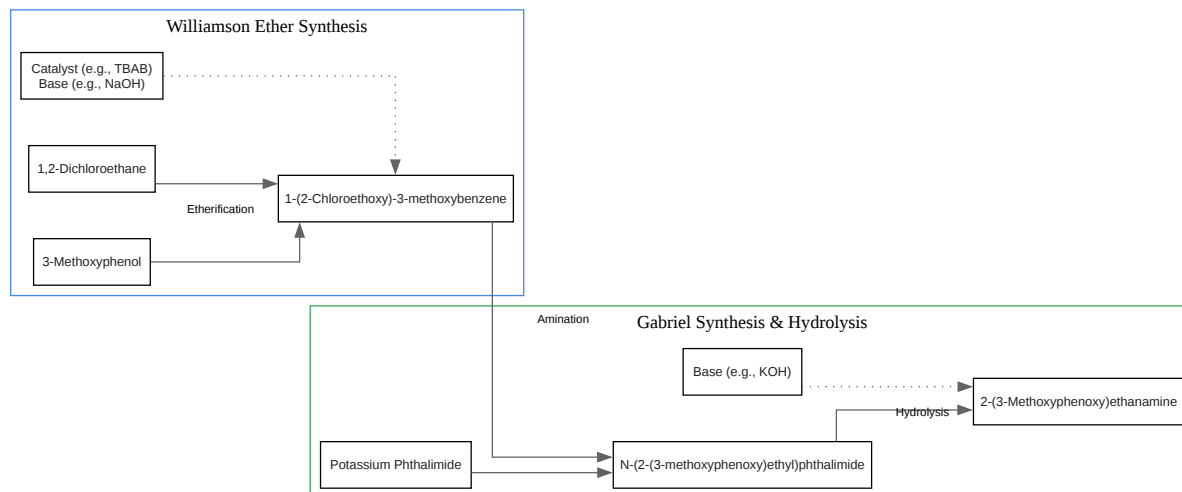 Williamson Ether Synthesis
Catalyst (e.g., TBAB)
Base (e.g., NaOH)
1,2-Dichloroethane
1-(2-Chloroethoxy)-3-methoxybenzene
Etherification
3-Methoxyphenol
Amination
Gabriel Synthesis & Hydrolysis
Base (e.g., KOH)
2-(3-Methoxyphenoxy)ethanamine
Hydrolysis
Potassium Phthalimide
N-(2-(3-methoxyphenoxy)ethyl)phthalimide